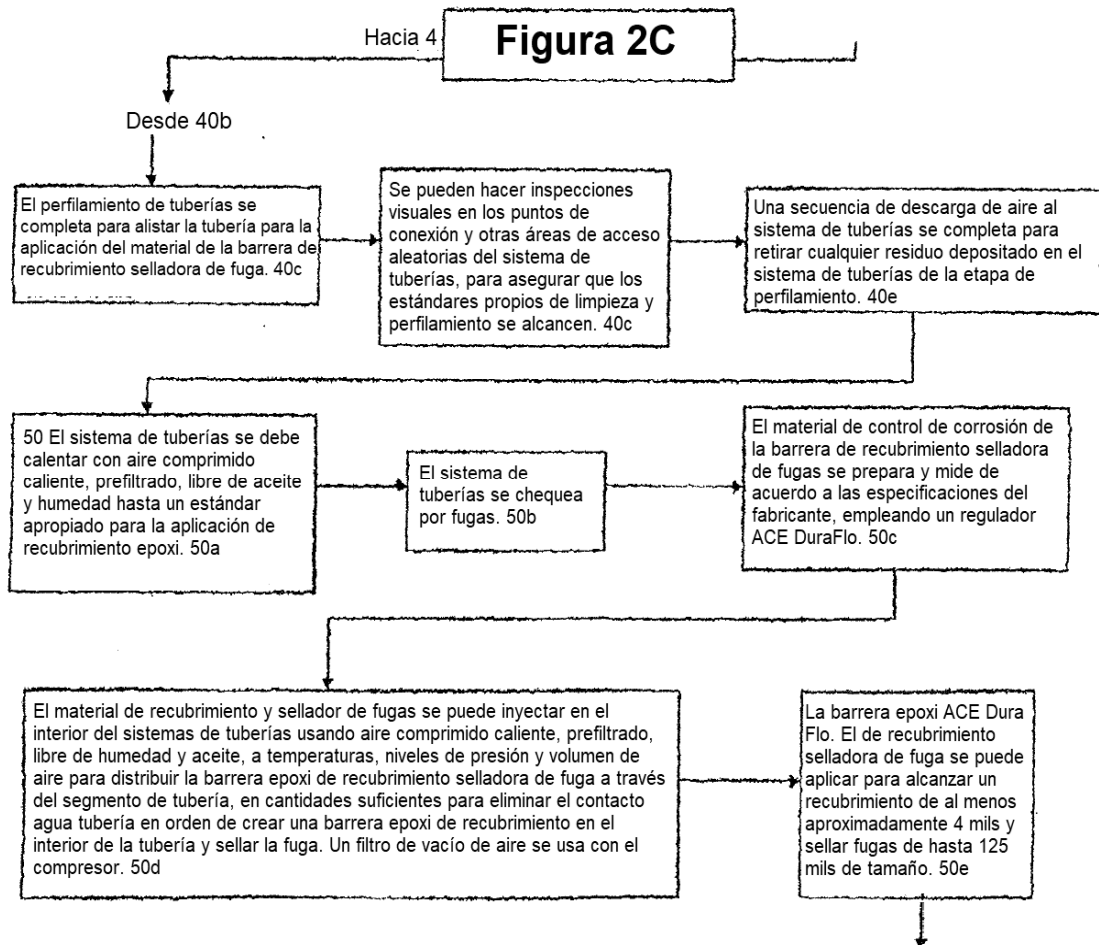 Hacia 4
Figura 2C
Desde 40b
El perfilamiento de tuberías se
completa para alistar la tubería para la
aplicación del material de la barrera de
recubrimiento selladora de fuga. 40c
Se pueden hacer inspecciones
visuales en los puntos de
conexión y otras áreas de acceso
aleatorias del sistema de
tuberías, para asegurar que los
estándares propios de limpieza y
perfilamiento se alcancen. 40c
Una secuencia de descarga de aire al
sistema de tuberías se completa para
retirar cualquier residuo depositado en el
sistema de tuberías de la etapa de
perfilamiento. 40e
50 El sistema de tuberías se debe
calentar con aire comprimido
caliente, prefiltrado, libre de aceite
y humedad hasta un estándar
apropiado para la aplicación de
recubrimiento epoxi. 50a
El sistema de
tuberías se chequea
por fugas. 50b
El material de control de corrosión de
la barrera de recubrimiento selladora
de fugas se prepara y mide de
acuerdo a las especificaciones del
fabricante, empleando un regulador
ACE DuraFlo. 50c
El material de recubrimiento y sellador de fugas se puede inyectar en el
interior del sistemas de tuberías usando aire comprimido caliente, prefiltrado,
libre de humedad y aceite, a temperaturas, niveles de presión y volumen de
aire para distribuir la barrera epoxi de recubrimiento selladora de fuga a través
del segmento de tubería, en cantidades suficientes para eliminar el contacto
agua tubería en orden de crear una barrera epoxi de recubrimiento en el
interior de la tubería y sellar la fuga. Un filtro de vacío de aire se usa con el
compresor. 50d
La barrera epoxi ACE Dura
Flo. El de recubrimiento
selladora de fuga se puede
aplicar para alcanzar un
recubrimiento de al menos
aproximadamente 4 mils y
sellar fugas de hasta 125
mils de tamaño. 50e